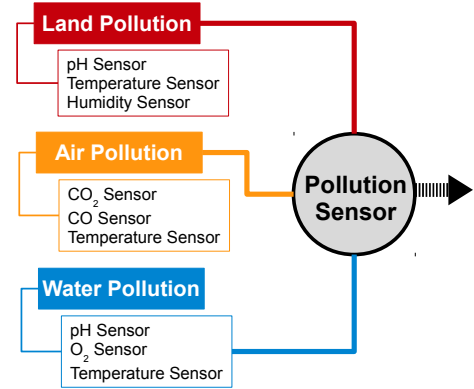 Land Pollution
pH Sensor
Temperature Sensor
Humidity Sensor
Air Pollution
CO₂ Sensor
CO Sensor
Temperature Sensor
Pollution
Sensor
Water Pollution
pH Sensor
O₂ Sensor
Temperature Sensor